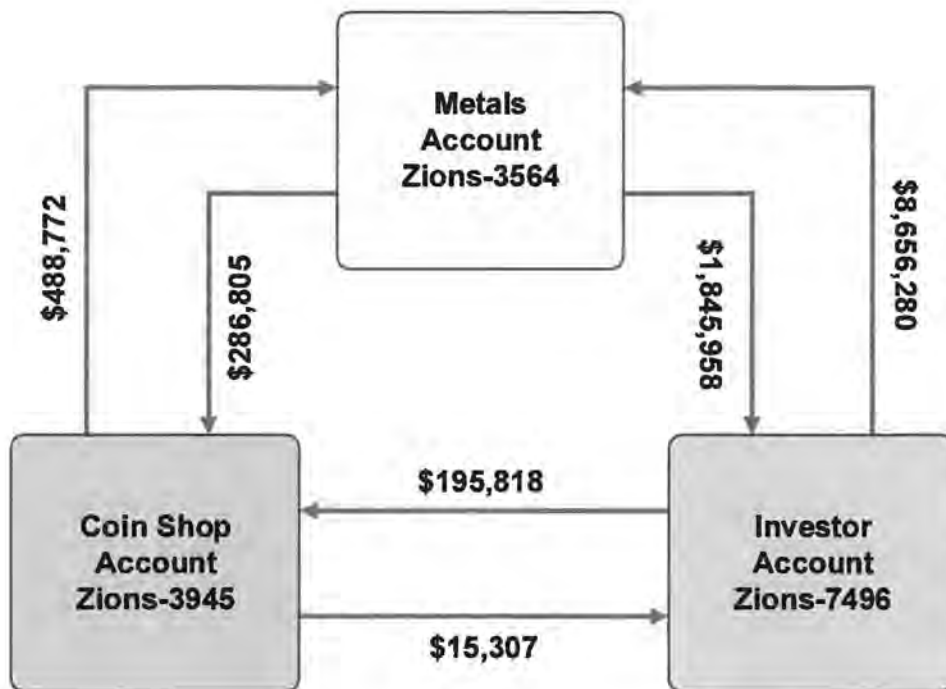 Metals
Account
Zions-3564
$488,772
$286,805
$1,845,958
$8,656,280
$195,818
Coin Shop
Account
Zions-3945
Investor
Account
Zions-7496
$15,307